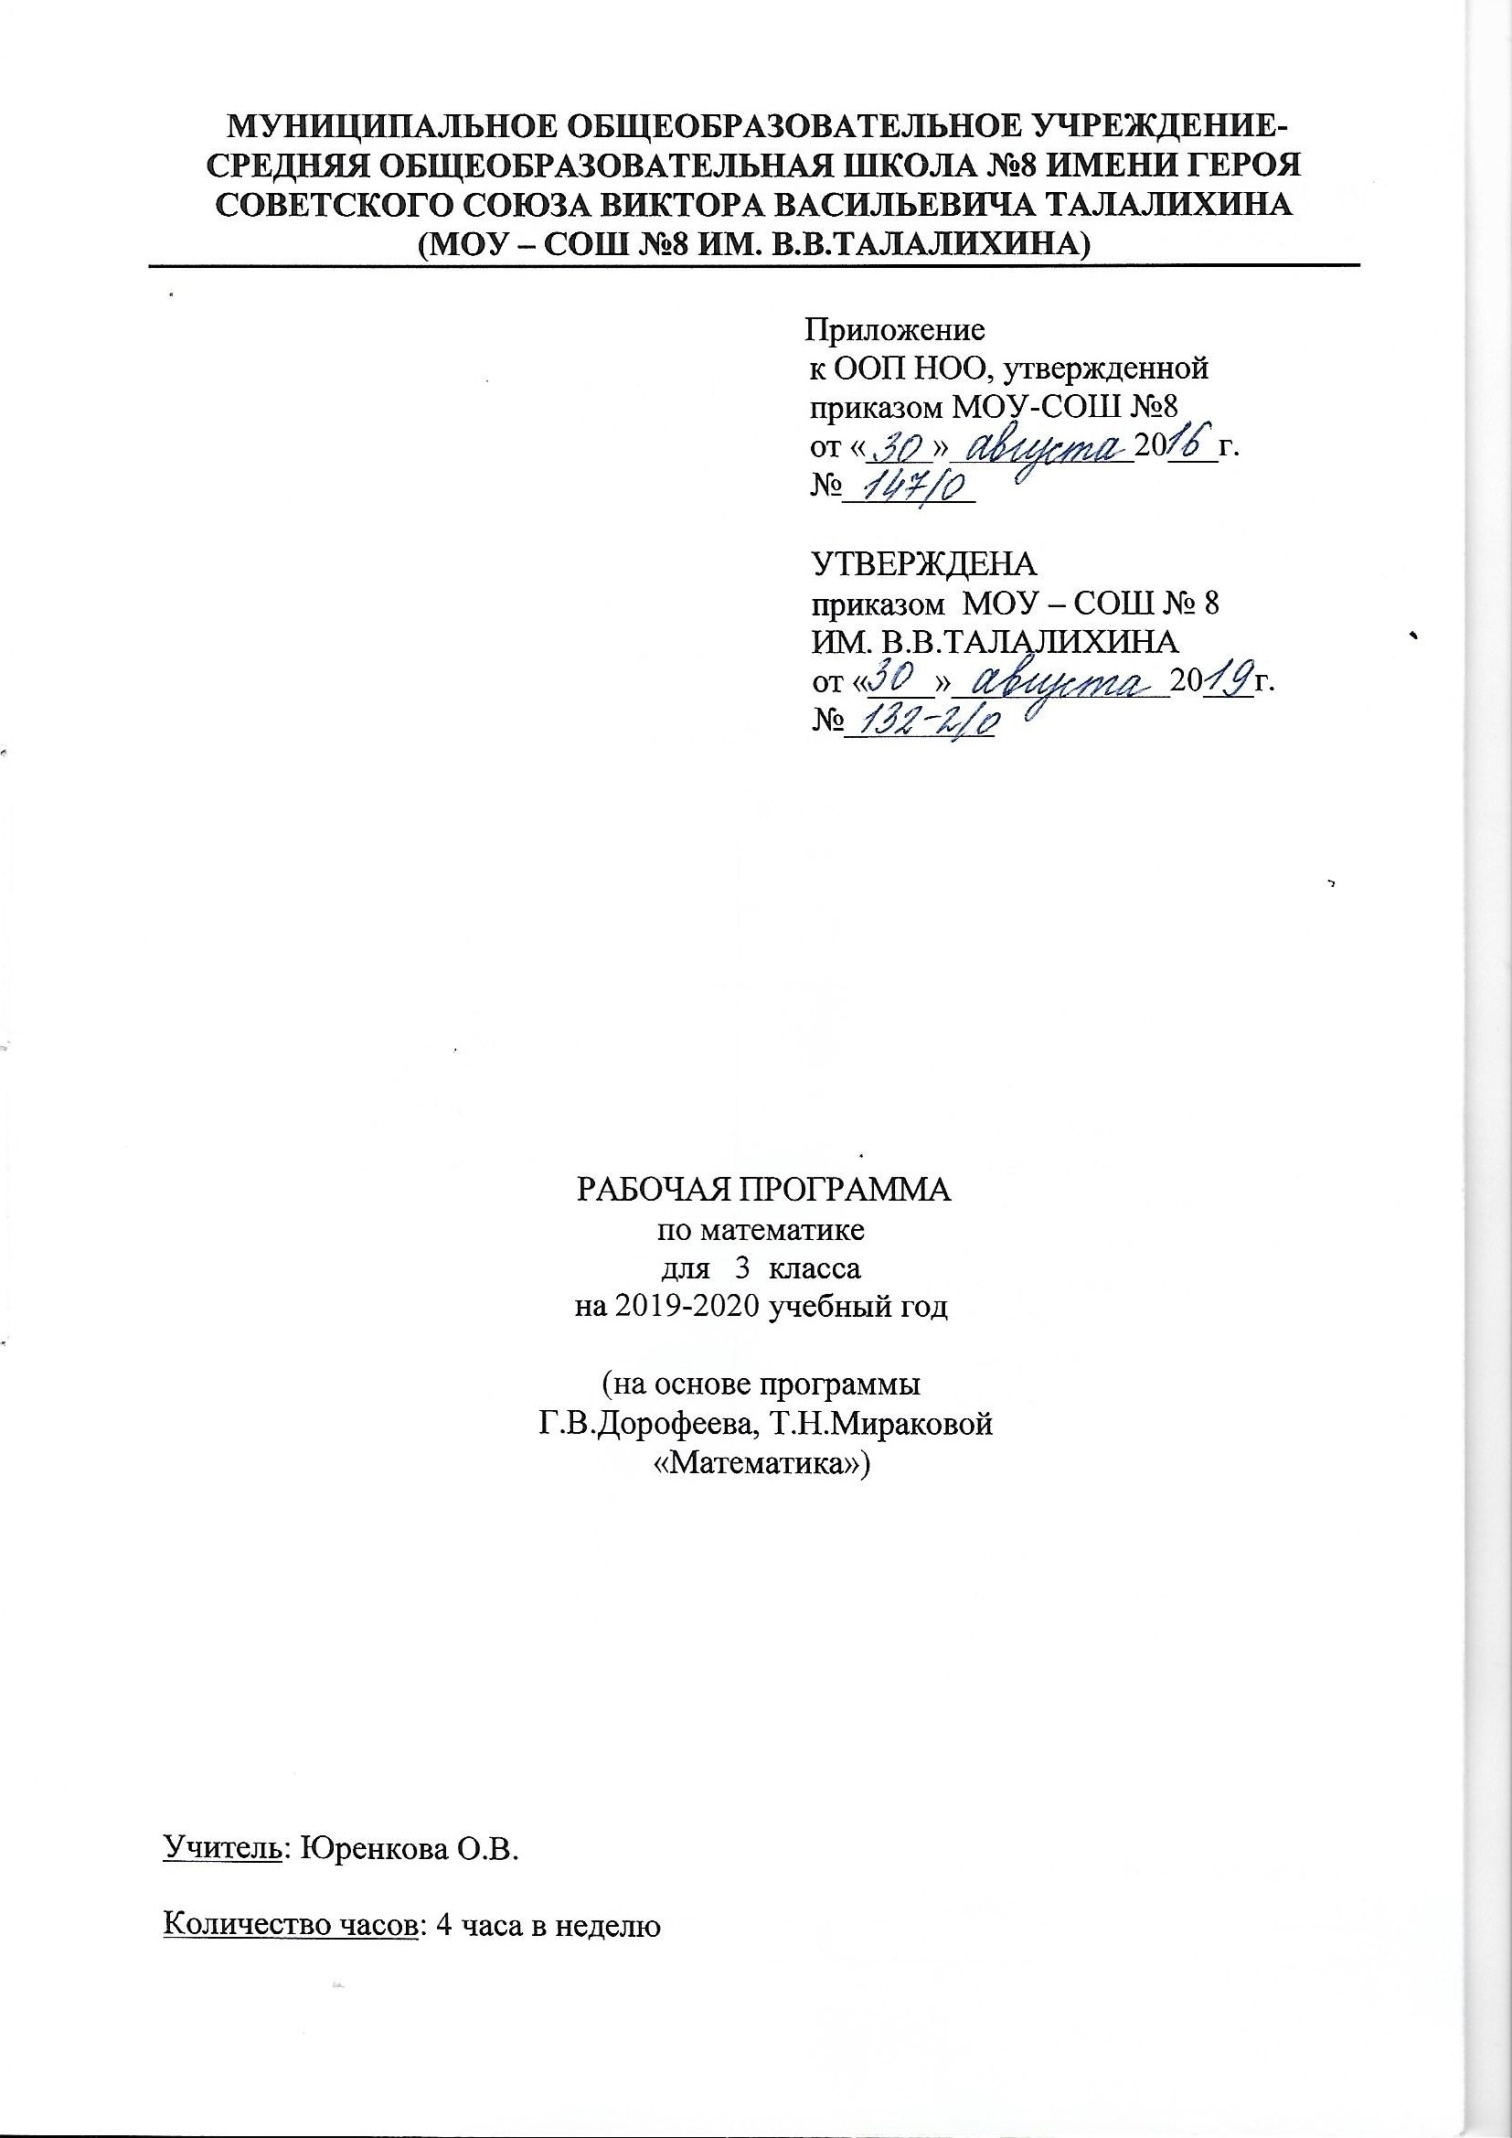 МУНИЦИПАЛЬНОЕ ОБЩЕОБРАЗОВАТЕЛЬНОЕ УЧРЕЖДЕНИЕ-
СРЕДНЯЯ ОБЩЕОБРАЗОВАТЕЛЬНАЯ ШКОЛА №8 ИМЕНИ ГЕРОЯ
СОВЕТСКОГО СОЮЗА ВИКТОРА ВАСИЛЬЕВИЧА ТАЛАЛИХИНА
(МОУ – СОШ №8 ИМ. В.В.ТАЛАЛИХИНА)
Приложение
к ООП НОО, утвержденной
приказом МОУ-СОШ №8
от «30» августа 2016 г.
№ 147/0
УТВЕРЖДЕНА
приказом МОУ – СОШ № 8
ИМ. В.В.ТАЛАЛИХИНА
от «30» августа 2019г.
№ 132-2/0
РАБОЧАЯ ПРОГРАММА
по математике
для 3 класса
на 2019-2020 учебный год
(на основе программы
Г.В.Дорофеева, Т.Н.Мираковой
«Математика»)
Учитель: Юренкова О.В.
Количество часов: 4 часа в неделю